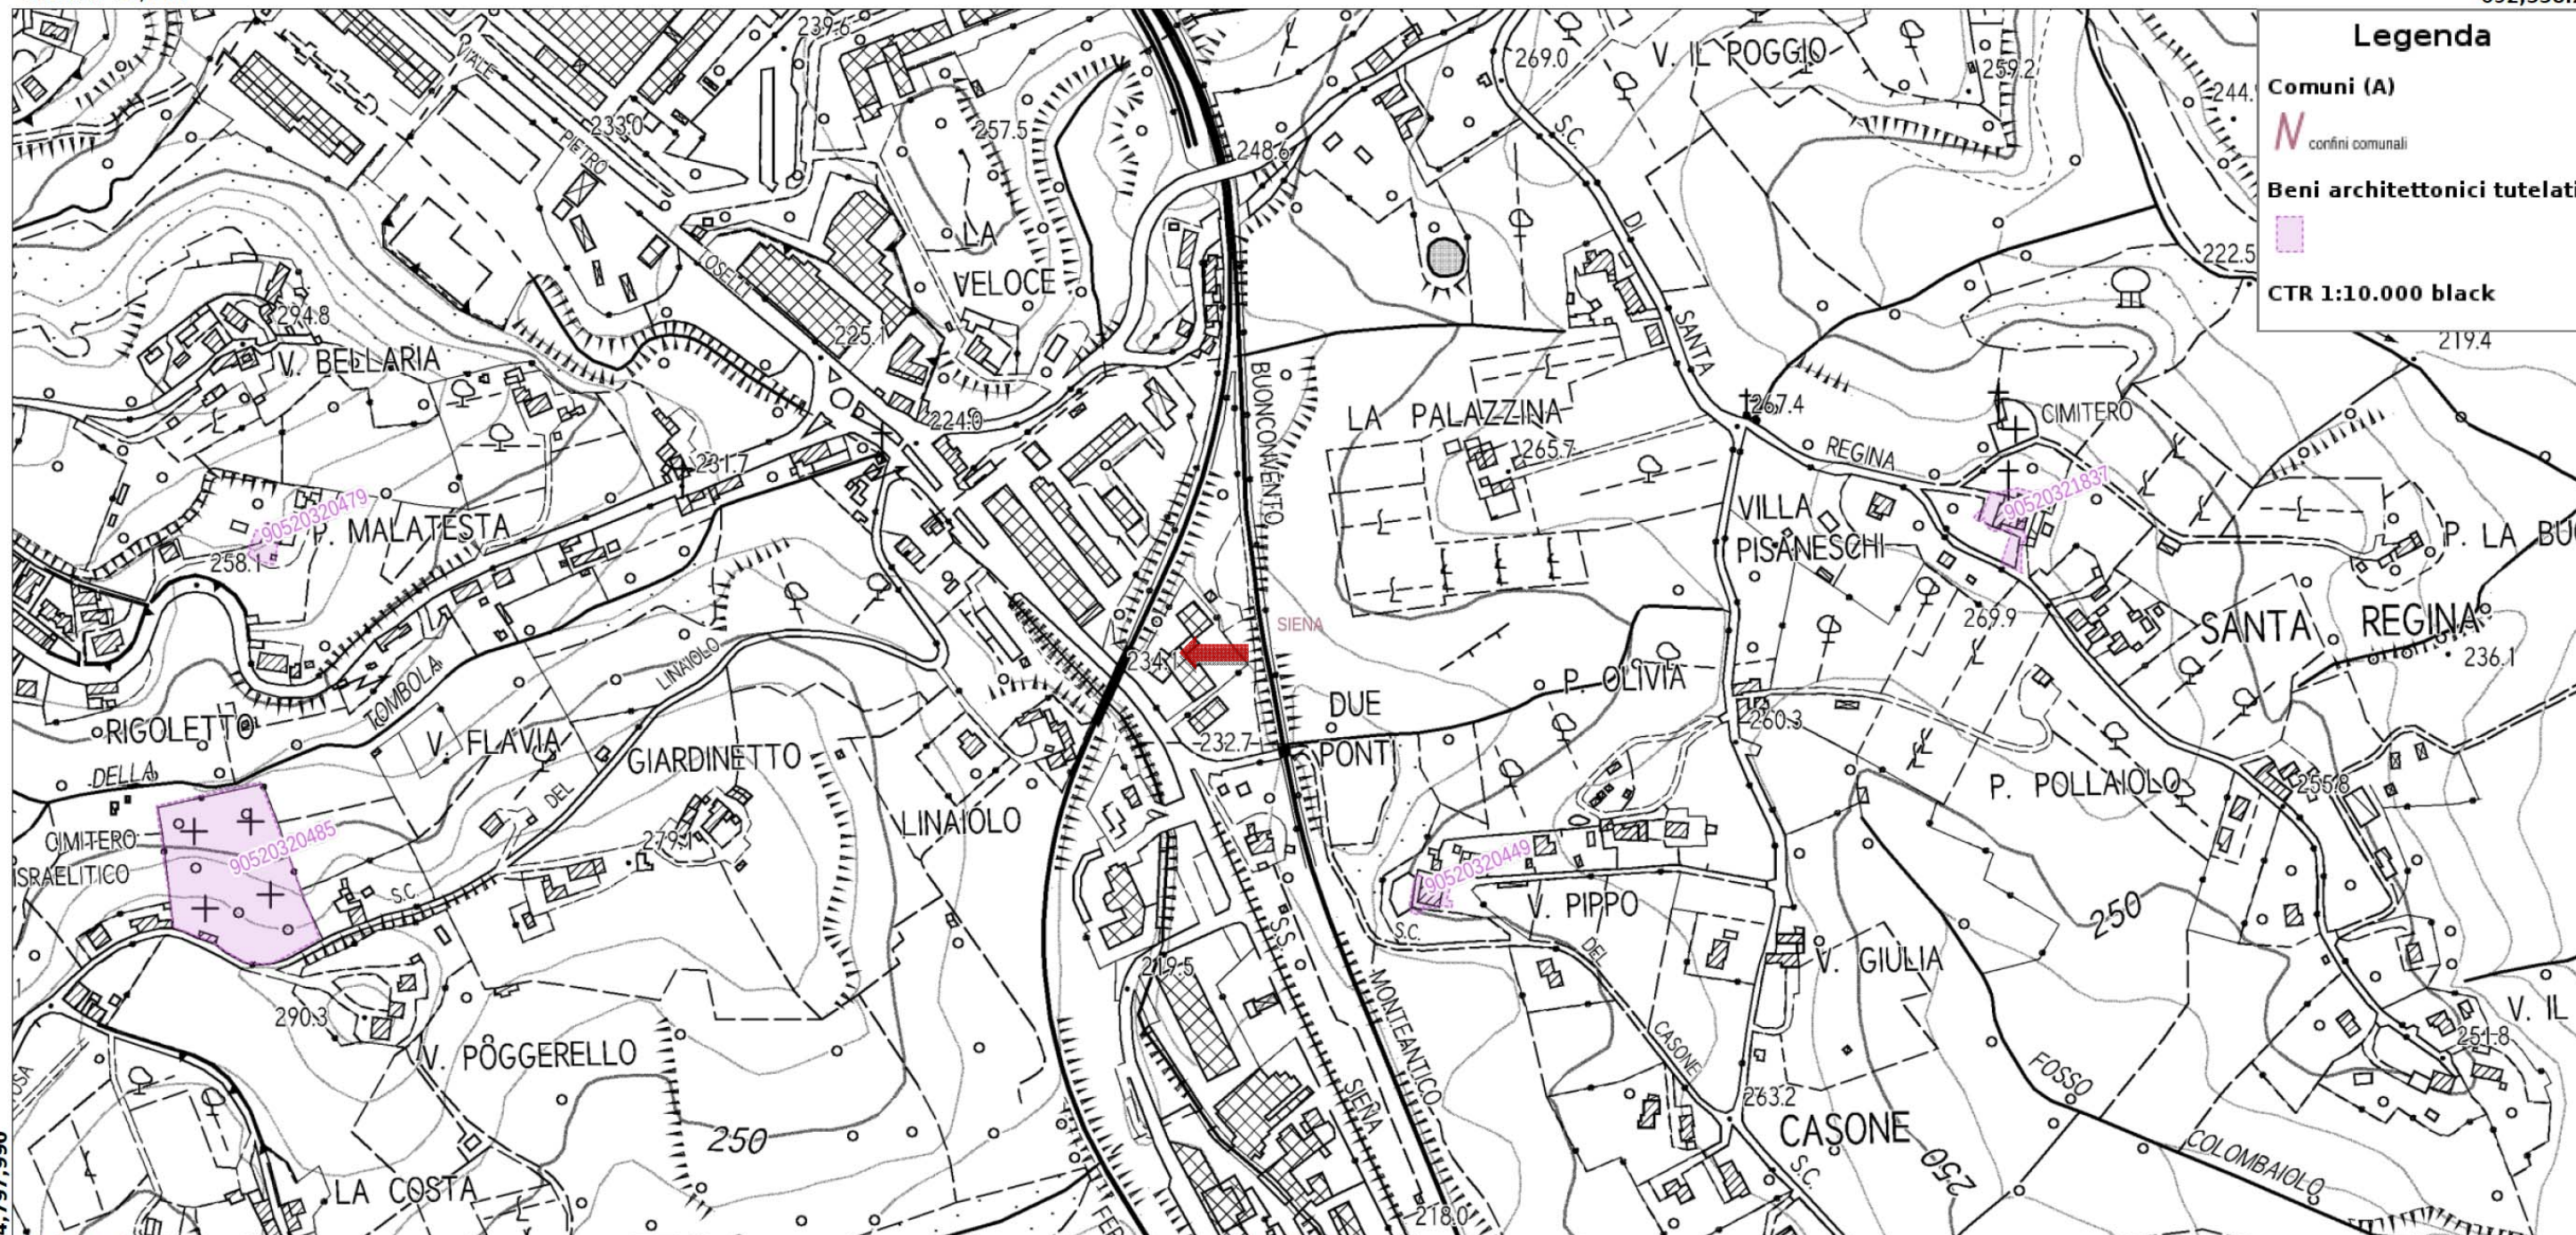 Legenda
Comuni (A)
confini comunali
Beni architettonici tutelati
CTR 1:10.000 black
239.6
269.0
V. IL POGGIO
259.2
244.
VIALE
233.0
257.5
PIETRO
248.6
S.C.
DI
LA
VELOCE
TOSELLI
222.5
294.8
225.1
SANTA
219.4
V. BELLARIA
BUONCONVENTO
224.0
LA PALAZZINA
267.4
CIMITERO
231.7
265.7
REGINA
90520320479
90520321837
P. MALATESTA
VILLA
PISANESCHI
P. LA BU
258.1
SIENA
269.9
SANTA REGINA
LINAIOLO
234.1
236.1
TOMBOLA
P. OLIVIA
RIGOLETTO
DUE
PONTI
260.3
V. FLAVIA
GIARDINETTO
232.7
DELLA
DEL
P. POLLAIOLO
255.8
LINAIOLO
CIMITERO
ISRAELITICO
90520320485
279.1
90520320449
S.C.
V. PIPPO
250
S.S.
S.C.
DEL
219.5
V. GIULIA
290.3
MONTEANTICO
V. IL
251.8
CASONE
V. POGGERELLO
FOSSO
263.2
250
SIENA
CASONE
COLOMBAIOLO
S.C.
250
LA COSTA
218.0